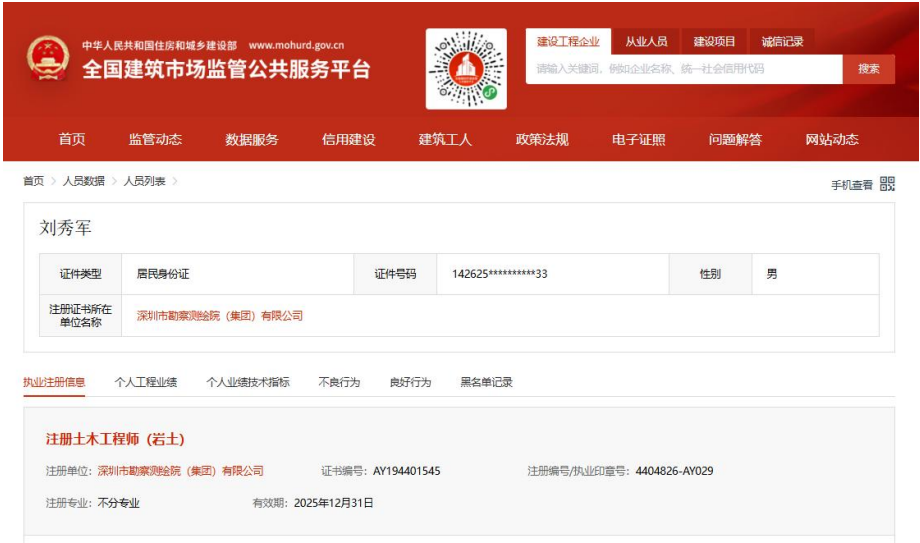 中华人民共和国住房和城乡建设部 www.mohurd.gov.cn
全国建筑市场监管公共服务平台
建设工程企业 从业人员 建设项目 诚信记录
请输入关键词，例如企业名称、统一社会信用代码 搜索
首页 监管动态 数据服务 信用建设 建筑工人 政策法规 电子证照 问题解答 网站动态
首页 > 人员数据 > 人员列表 > 手机查看
刘秀军
证件类型 居民身份证 证件号码 142625**********33 性别 男
注册证书所在
单位名称 深圳市勘察测绘院（集团）有限公司
执业注册信息 个人工程业绩 个人业绩技术指标 不良行为 良好行为 黑名单记录
注册土木工程师（岩土）
注册单位：深圳市勘察测绘院（集团）有限公司 证书编号：AY194401545 注册编号/执业印章号：4404826-AY029
注册专业：不分专业 有效期：2025年12月31日